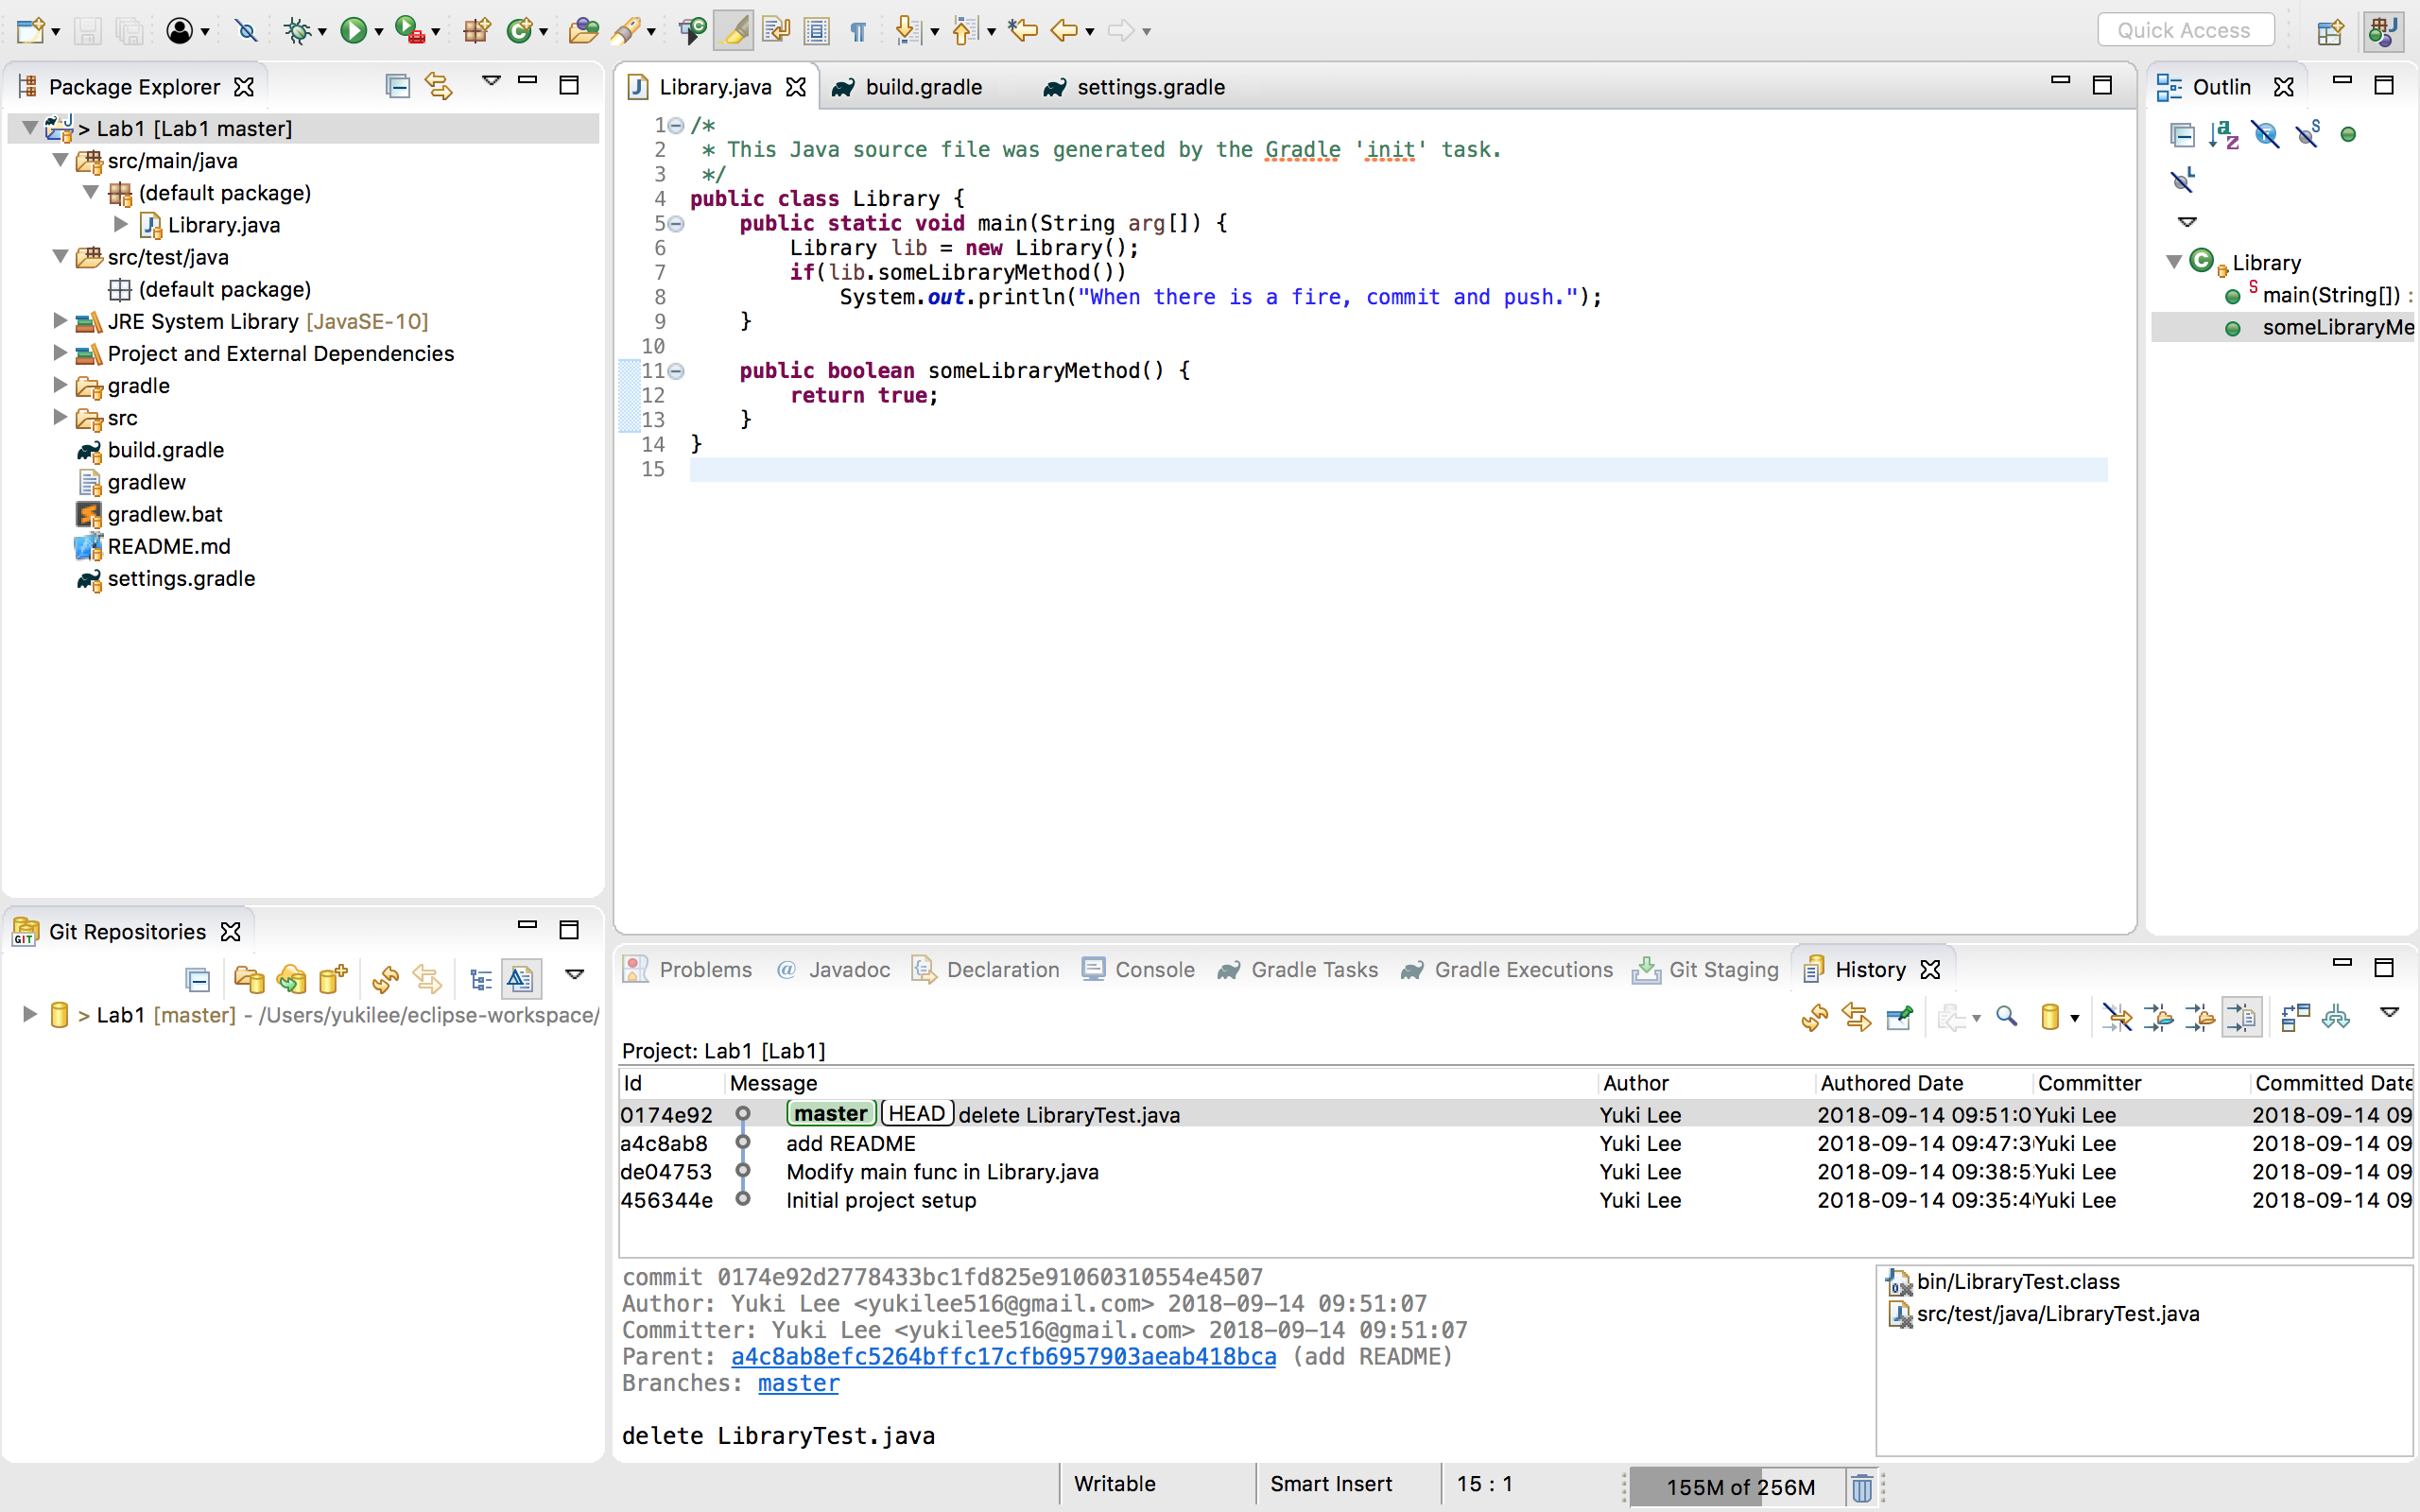 Quick Access
Package Explorer
> Lab1 [Lab1 master]
src/main/java
(default package)
Library.java
src/test/java
(default package)
JRE System Library [JavaSE-10]
Project and External Dependencies
gradle
src
build.gradle
gradlew
gradlew.bat
README.md
settings.gradle
Library.java build.gradle settings.gradle
1 /*
2  * This Java source file was generated by the Gradle 'init' task.
3  */
4 public class Library {
5     public static void main(String arg[]) {
6         Library lib = new Library();
7         if(lib.someLibraryMethod())
8             System.out.println("When there is a fire, commit and push.");
9     }
10
11     public boolean someLibraryMethod() {
12         return true;
13     }
14 }
15
Outlin
Library
main(String[]) :
someLibraryMe
Git Repositories
> Lab1 [master] - /Users/yukilee/eclipse-workspace/
Problems Javadoc Declaration Console Gradle Tasks Gradle Executions Git Staging History
Project: Lab1 [Lab1]
Id Message Author Authored Date Committer Committed Date
0174e92 master HEAD delete LibraryTest.java Yuki Lee 2018-09-14 09:51:0 Yuki Lee 2018-09-14 09
a4c8ab8 add README Yuki Lee 2018-09-14 09:47:3 Yuki Lee 2018-09-14 09
de04753 Modify main func in Library.java Yuki Lee 2018-09-14 09:38:5 Yuki Lee 2018-09-14 09
456344e Initial project setup Yuki Lee 2018-09-14 09:35:4 Yuki Lee 2018-09-14 09
commit 0174e92d2778433bc1fd825e91060310554e4507
Author: Yuki Lee <yukilee516@gmail.com> 2018-09-14 09:51:07
Committer: Yuki Lee <yukilee516@gmail.com> 2018-09-14 09:51:07
Parent: a4c8ab8efc5264bffc17cfb6957903aeab418bca (add README)
Branches: master
delete LibraryTest.java
bin/LibraryTest.class
src/test/java/LibraryTest.java
Writable Smart Insert 15 : 1 155M of 256M